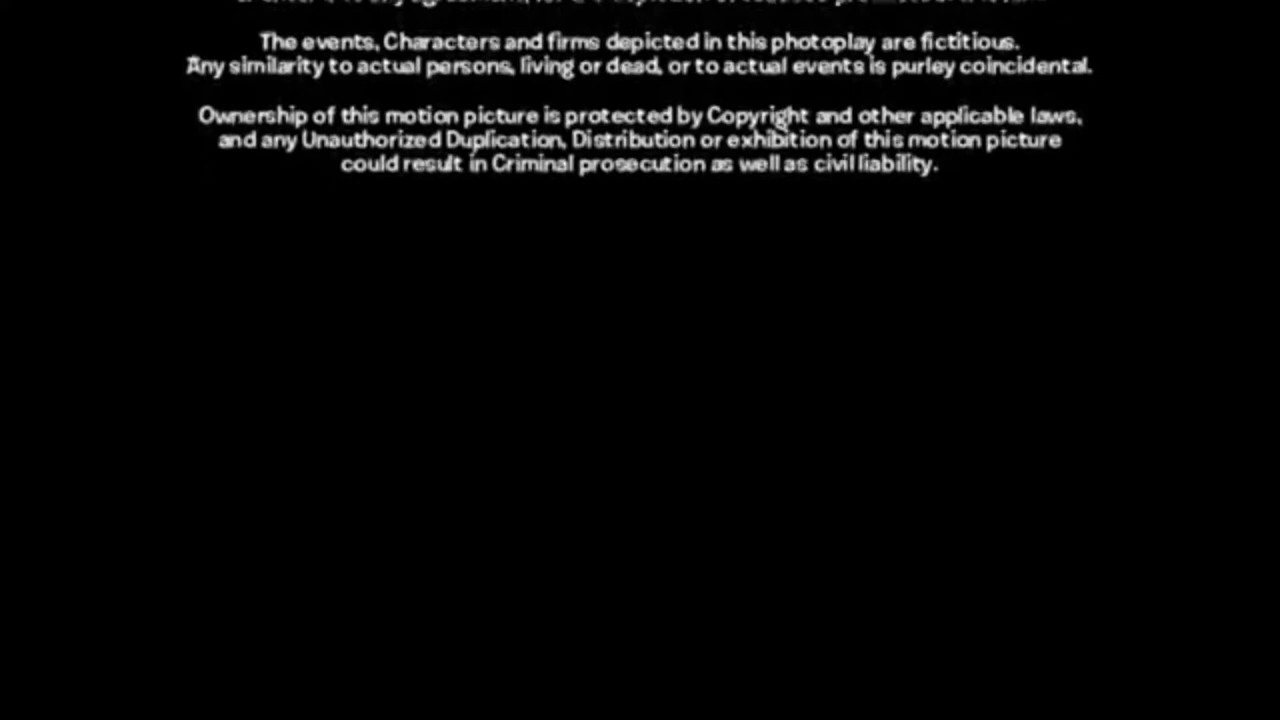 The events, Characters and firms depicted in this photoplay are fictitious.
Any similarity to actual persons, living or dead, or to actual events is purley coincidental.
Ownership of this motion picture is protected by Copyright and other applicable laws,
and any Unauthorized Duplication, Distribution or exhibition of this motion picture
could result in Criminal prosecution as well as civil liability.